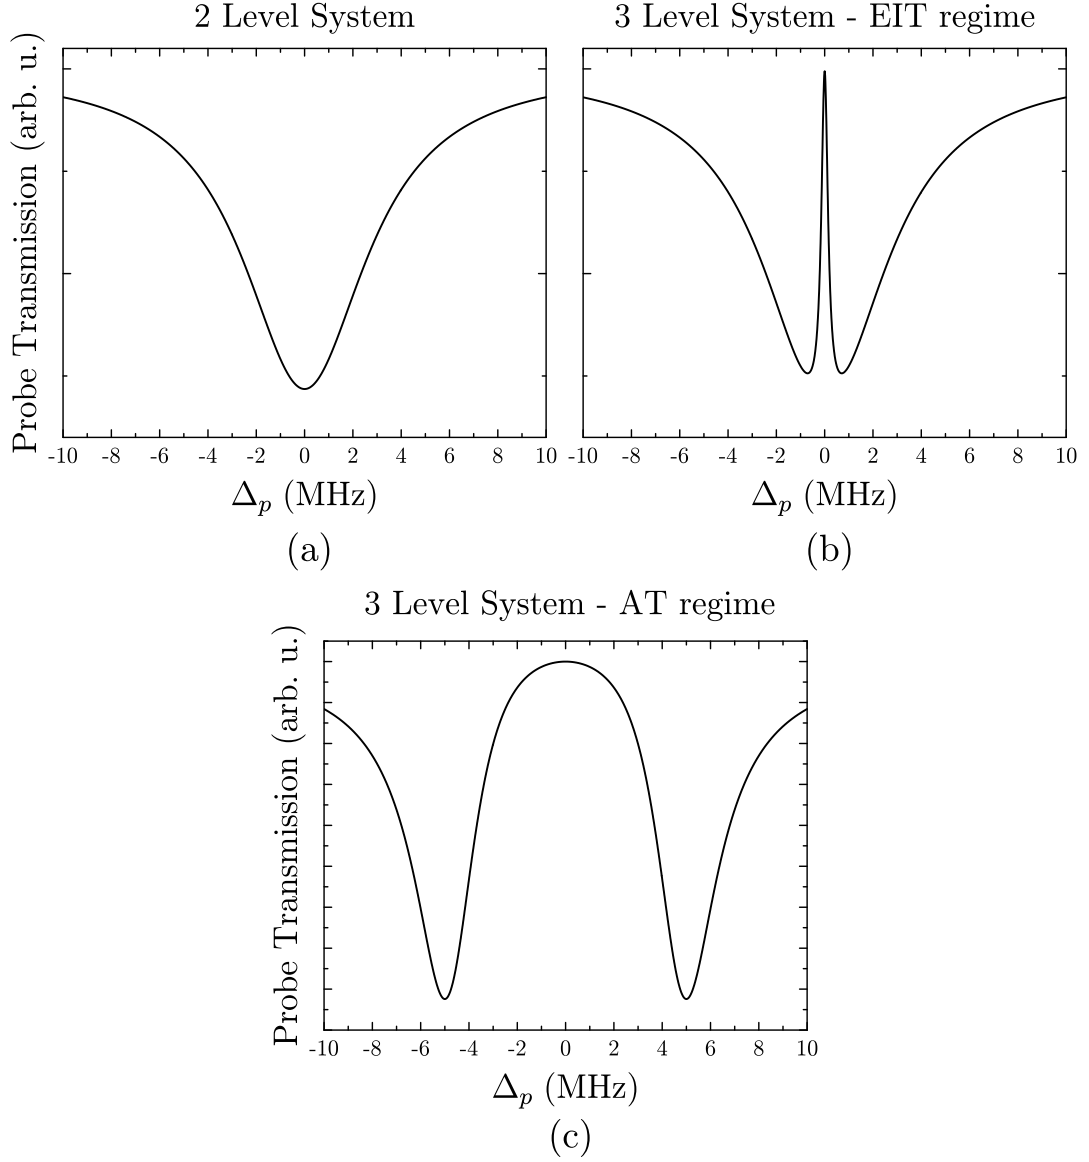 2 Level System
Probe Transmission (arb. u.)
-10 -8 -6 -4 -2 0 2 4 6 8 10
Δp (MHz)
(a)
3 Level System - EIT regime
-10 -8 -6 -4 -2 0 2 4 6 8 10
Δp (MHz)
(b)
3 Level System - AT regime
Probe Transmission (arb. u.)
-10 -8 -6 -4 -2 0 2 4 6 8 10
Δp (MHz)
(c)